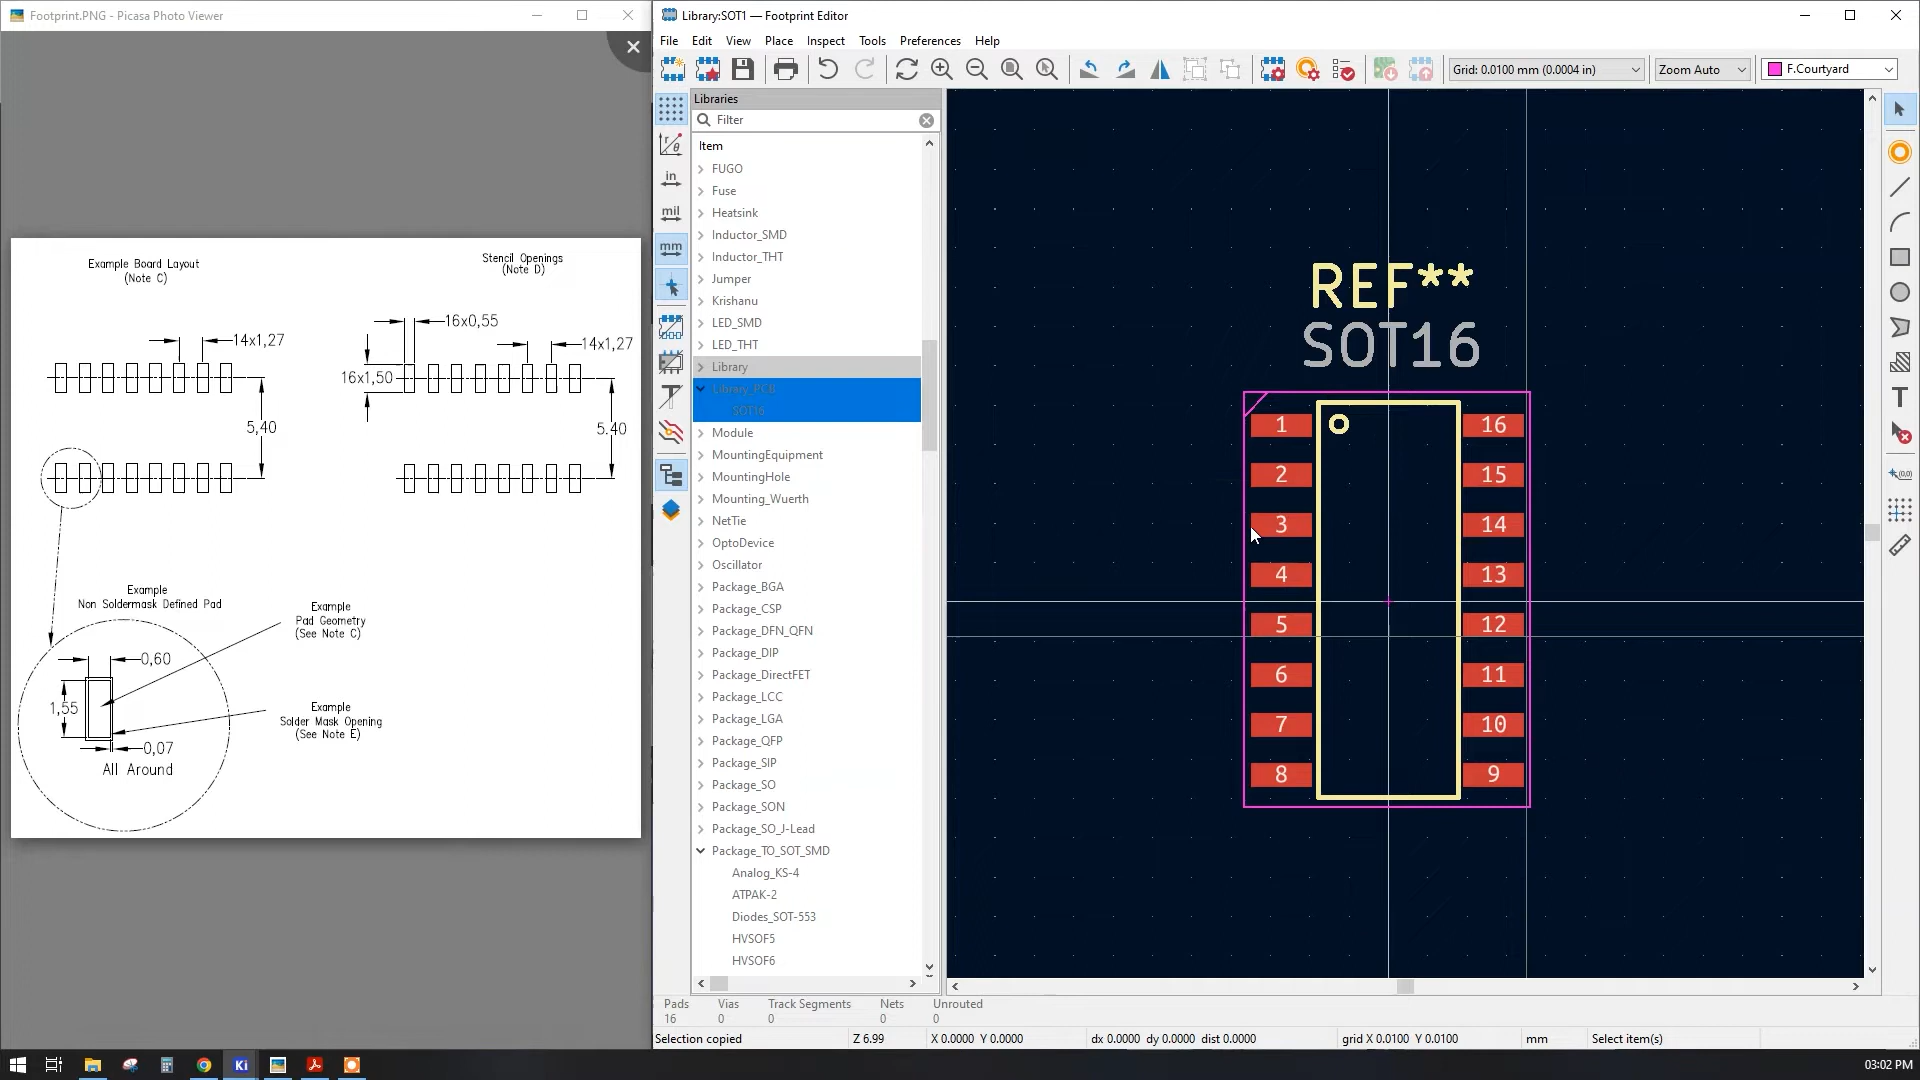 Footprint.PNG - Picasa Photo Viewer
Example Board Layout
(Note C)
Stencil Openings
(Note D)
14x1,27
16x0,55
14x1,27
16x1,50
5,40
5.40
Example
Non Soldermask Defined Pad
Example
Pad Geometry
(See Note C)
0,60
1,55
Example
Solder Mask Opening
(See Note E)
0,07
All Around
Library:SOT1 — Footprint Editor
File Edit View Place Inspect Tools Preferences Help
Grid: 0.0100 mm (0.0004 in)
Zoom Auto
F.Courtyard
Libraries
Filter
Item
FUGO
Fuse
Heatsink
Inductor_SMD
Inductor_THT
Jumper
Krishanu
LED_SMD
LED_THT
Library
Library_PCB
SOT16
Module
MountingEquipment
MountingHole
Mounting_Wuerth
NetTie
OptoDevice
Oscillator
Package_BGA
Package_CSP
Package_DFN_QFN
Package_DIP
Package_DirectFET
Package_LCC
Package_LGA
Package_QFP
Package_SIP
Package_SO
Package_SON
Package_SO_J-Lead
Package_TO_SOT_SMD
Analog_KS-4
ATPAK-2
Diodes_SOT-553
HVSOF5
HVSOF6
in
mil
mm
REF**
SOT16
1 16
2 15
3 14
4 13
5 12
6 11
7 10
8 9
T
(0,0)
Pads Vias Track Segments Nets Unrouted
16 0 0 0 0
Selection copied Z 6.99 X 0.0000 Y 0.0000 dx 0.0000 dy 0.0000 dist 0.0000 grid X 0.0100 Y 0.0100 mm Select item(s)
Ki
03:02 PM